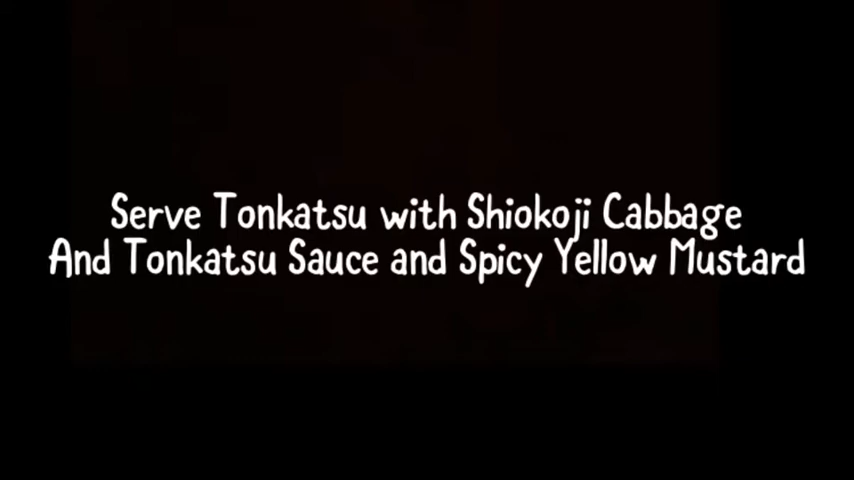 Serve Tonkatsu with Shiokoji Cabbage
And Tonkatsu Sauce and Spicy Yellow Mustard